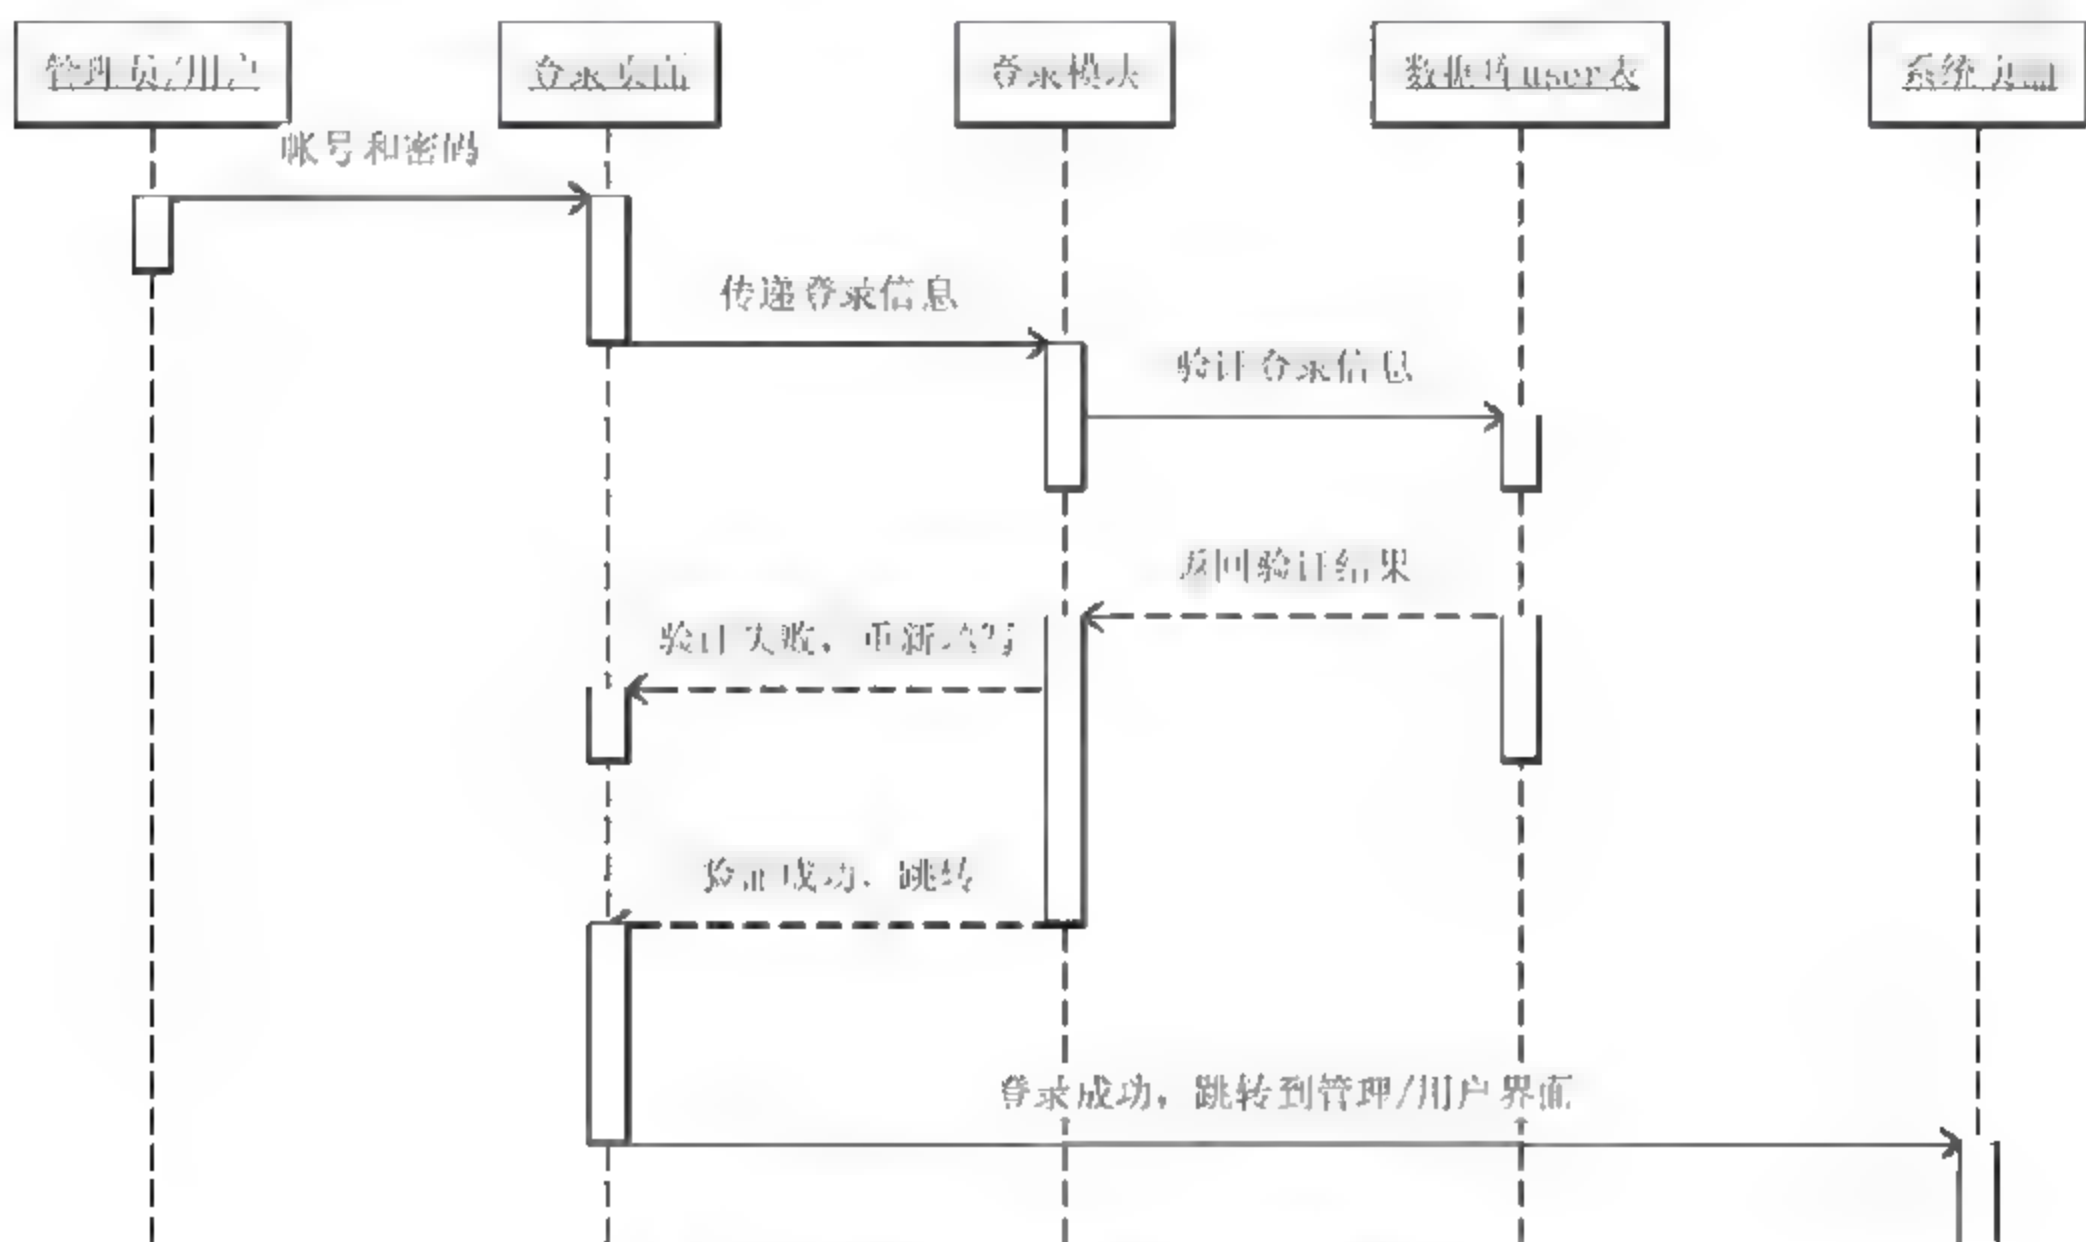 管理员/用户
登录页面
登录模块
数据库user表
系统页面
账号和密码
传递登录信息
验证登录信息
返回验证结果
验证失败，重新填写
验证成功，跳转
登录成功，跳转到管理/用户界面